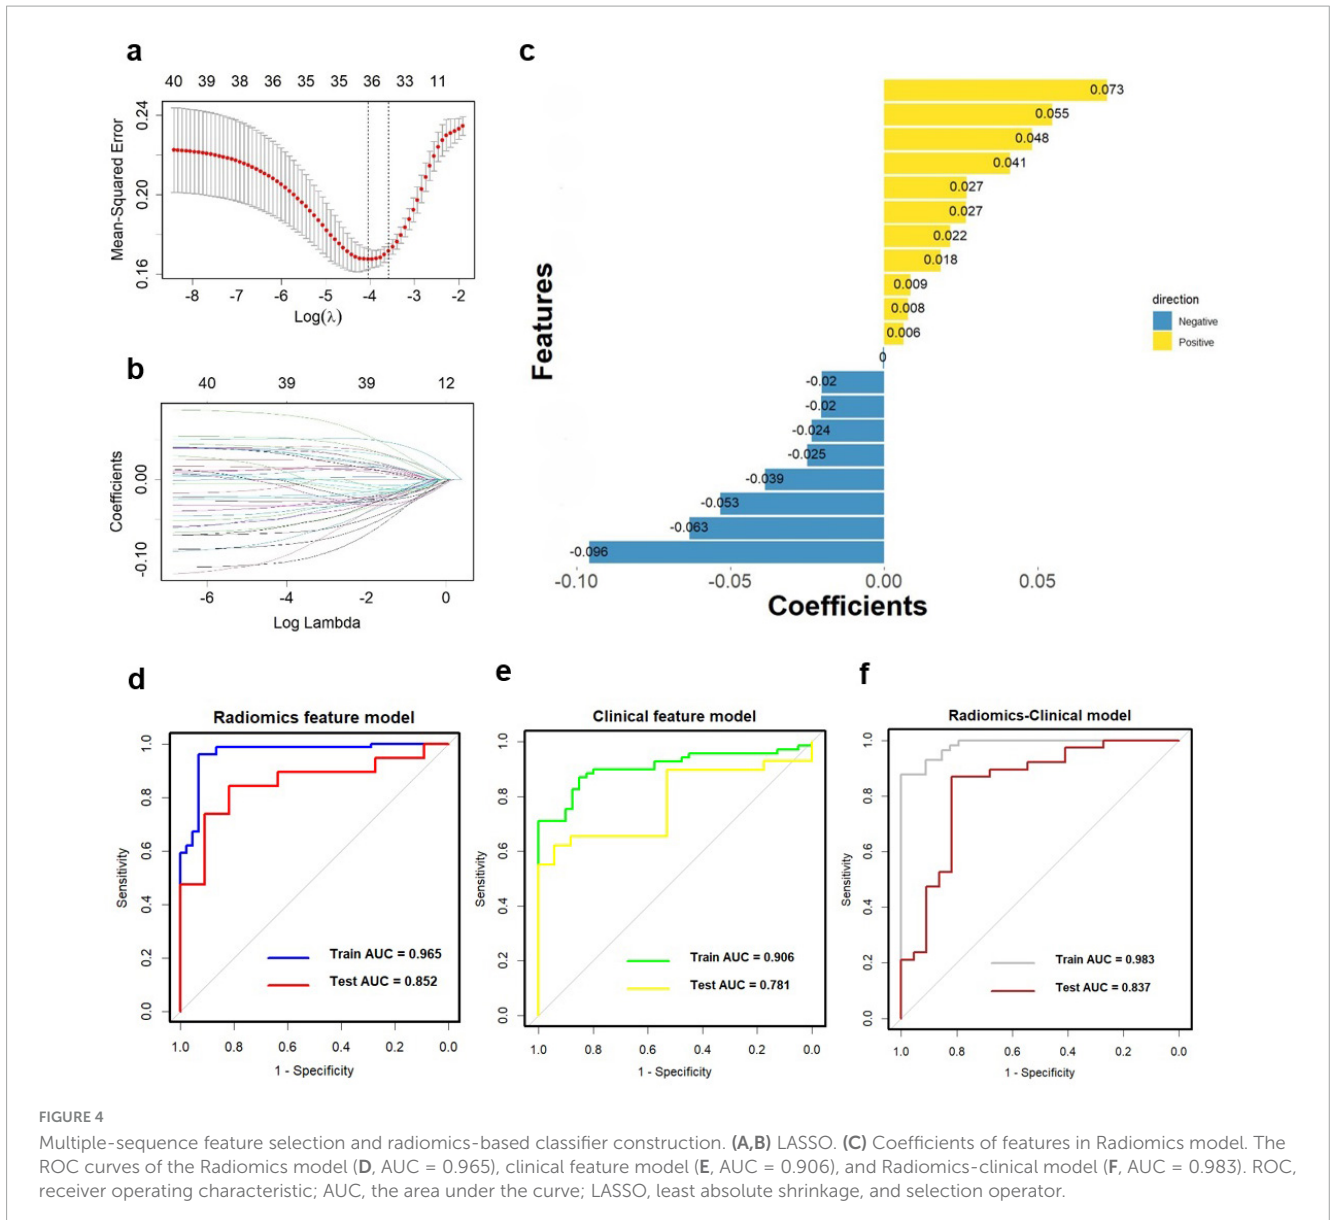 a
40 39 38 36 35 35 36 33 11
Mean-Squared Error
0.24
0.20
0.16
-8 -7 -6 -5 -4 -3 -2
Log(λ)
b
40 39 39 12
Coefficients
0.00
-0.10
-6 -4 -2 0
Log Lambda
c
Features
0.073
0.055
0.048
0.041
0.027
0.027
0.022
0.018
0.009
0.008
0.006
0
-0.02
-0.02
-0.024
-0.025
-0.039
-0.053
-0.063
-0.096
-0.10 -0.05 0.00 0.05
Coefficients
direction
Negative
Positive
d
Radiomics feature model
Sensitivity
1.0
0.8
0.6
0.4
0.2
0.0
Train AUC = 0.965
Test AUC = 0.852
1.0 0.8 0.6 0.4 0.2 0.0
1 - Specificity
e
Clinical feature model
Sensitivity
1.0
0.8
0.6
0.4
0.2
0.0
Train AUC = 0.906
Test AUC = 0.781
1.0 0.8 0.6 0.4 0.2 0.0
1 - Specificity
f
Radiomics-Clinical model
Sensitivity
1.0
0.8
0.6
0.4
0.2
0.0
Train AUC = 0.983
Test AUC = 0.837
1.0 0.8 0.6 0.4 0.2 0.0
1 - Specificity
FIGURE 4
Multiple-sequence feature selection and radiomics-based classifier construction. (A,B) LASSO. (C) Coefficients of features in Radiomics model. The
ROC curves of the Radiomics model (D, AUC = 0.965), clinical feature model (E, AUC = 0.906), and Radiomics-clinical model (F, AUC = 0.983). ROC,
receiver operating characteristic; AUC, the area under the curve; LASSO, least absolute shrinkage, and selection operator.